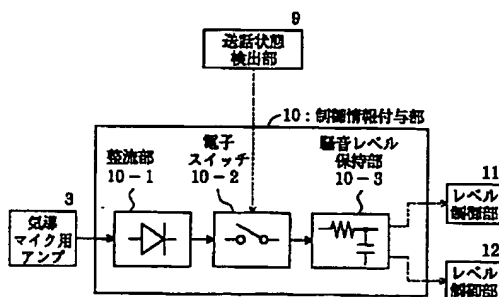 9
送話状態
検出部
10：制御情報付与部
整流部
10－1
電子
スイッチ
10－2
騒音レベル
保持部
10－3
3
気導
マイク用
アンプ
11
レベル
制御部
12
レベル
制御部